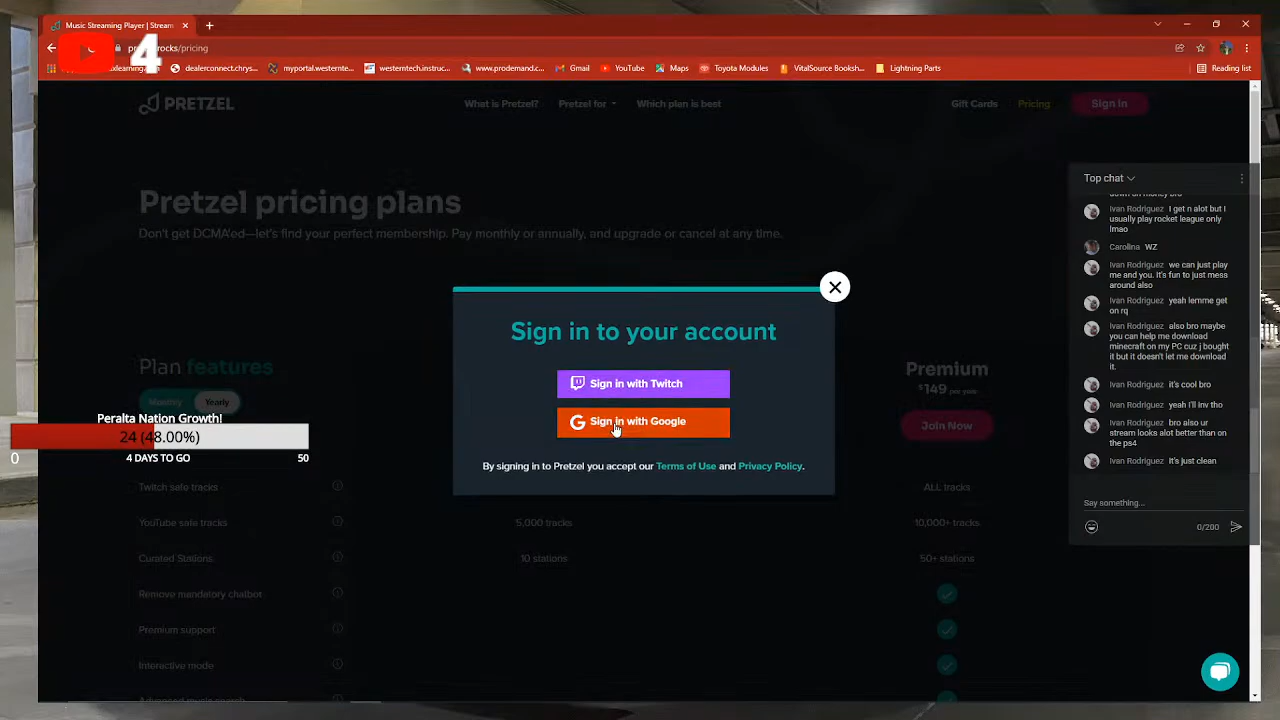 Music Streaming Player | Stream
rocks/pricing
4
dealerconnect.chrys...
myportal.westernte...
westerntech.instruc...
www.prodemand.c...
Gmail
YouTube
Maps
Toyota Modules
VitalSource Booksh...
Lightning Parts
Reading list
PRETZEL
What is Pretzel?
Pretzel for
Which plan is best
Gift Cards
Pricing
Sign in
Pretzel pricing plans
Don't get DCMA'ed—let's find your perfect membership. Pay monthly or annually, and upgrade or cancel at any time.
Sign in to your account
Sign in with Twitch
Sign in with Google
By signing in to Pretzel you accept our Terms of Use and Privacy Policy.
Plan features
Monthly
Yearly
Premium
$149 per year
Join Now
Peralta Nation Growth!
24 (48.00%)
0
4 DAYS TO GO
50
Twitch safe tracks
ALL tracks
YouTube safe tracks
5,000 tracks
10,000+ tracks
Curated Stations
10 stations
50+ stations
Remove mandatory chatbot
Premium support
Interactive mode
Advanced music search
Top chat
down on money bro
Ivan Rodriguez I get n alot but I
usually play rocket league only
lmao
Carolina WZ
Ivan Rodriguez we can just play
me and you. it's fun to just mess
around also
Ivan Rodriguez yeah lemme get
on rq
Ivan Rodriguez also bro maybe
you can help me download
minecraft on my PC cuz j bought
it but it doesn't let me download
it.
Ivan Rodriguez it's cool bro
Ivan Rodriguez yeah I'll inv tho
Ivan Rodriguez bro also ur
stream looks alot better than on
the ps4
Ivan Rodriguez It's just clean
Say something...
0/200